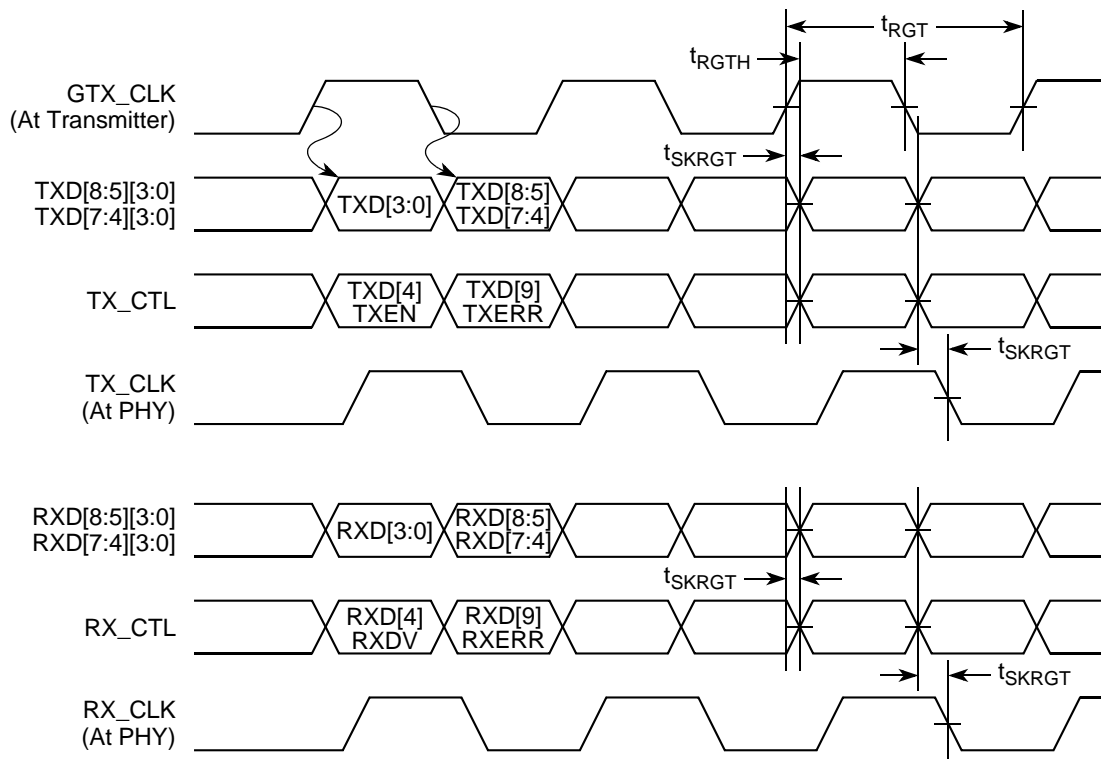 tRGT
tRGTH
GTX_CLK
(At Transmitter)
tSKRGT
TXD[8:5][3:0]
TXD[7:4][3:0]
TXD[3:0]
TXD[8:5]
TXD[7:4]
TX_CTL
TXD[4]
TXEN
TXD[9]
TXERR
tSKRGT
TX_CLK
(At PHY)
RXD[8:5][3:0]
RXD[7:4][3:0]
RXD[3:0]
RXD[8:5]
RXD[7:4]
tSKRGT
RX_CTL
RXD[4]
RXDV
RXD[9]
RXERR
tSKRGT
RX_CLK
(At PHY)